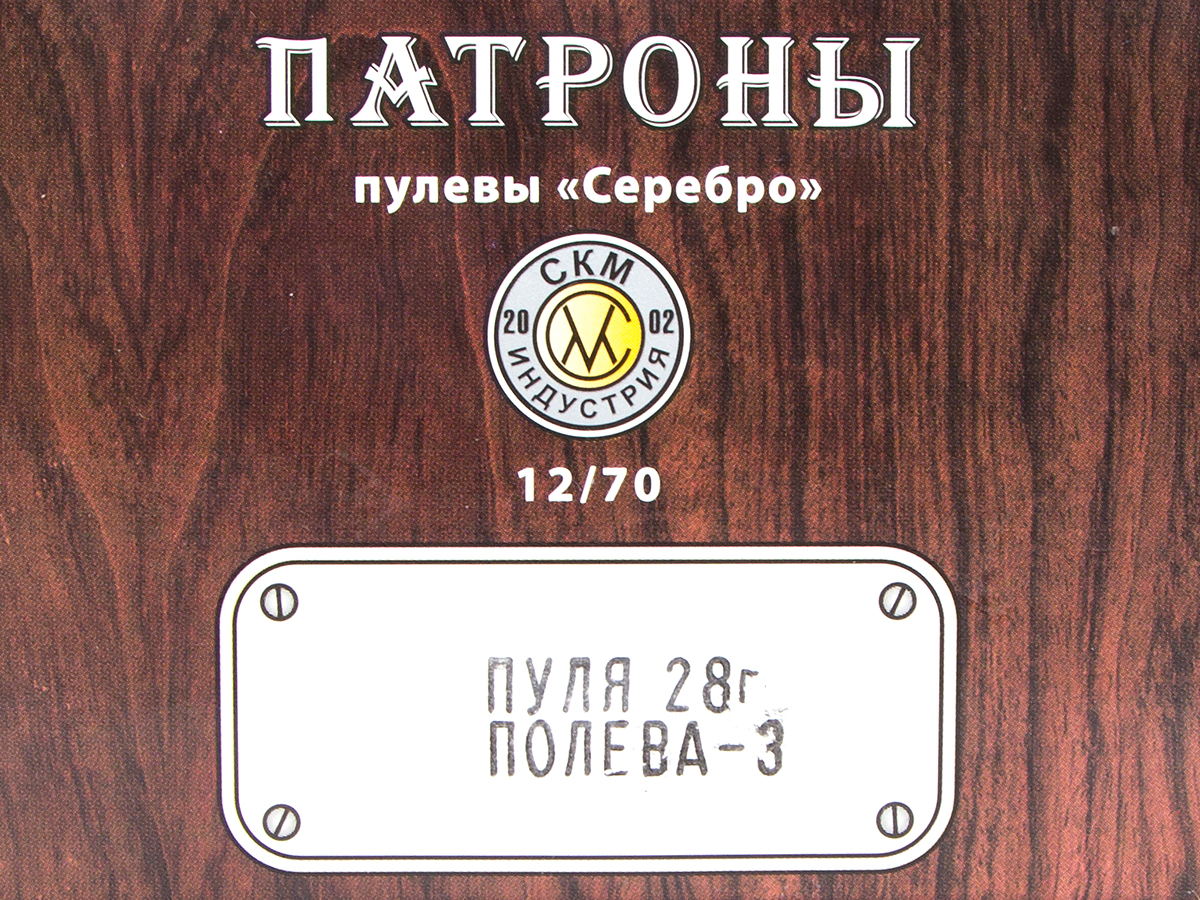 ПАТРОНЫ
пулевы «Серебро»
СКМ
20 02
ИНДУСТРИЯ
12/70
ПУЛЯ 28г
ПОЛЕВА-3